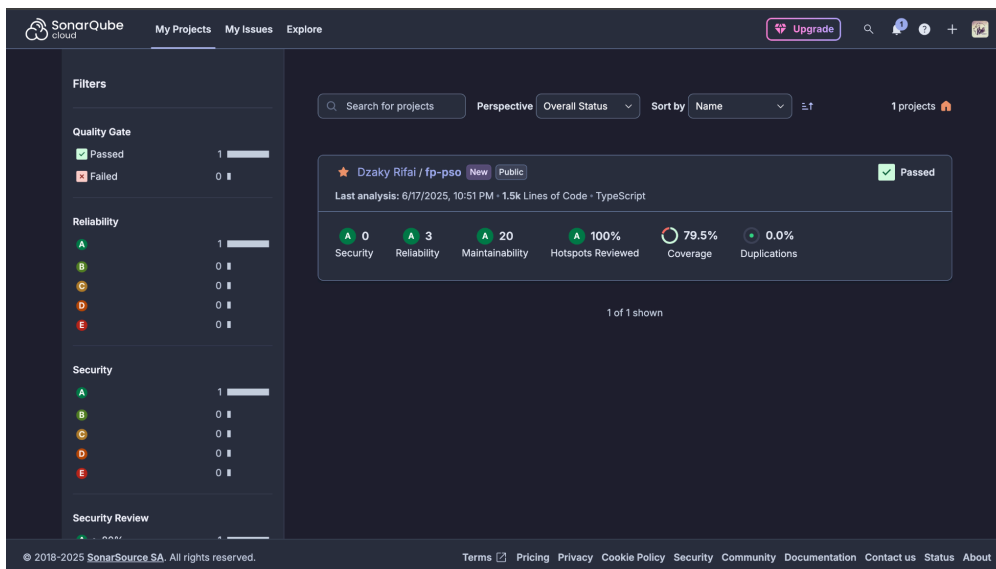 SonarQube cloud
My Projects My Issues Explore
Upgrade
1
Filters
Quality Gate
Passed 1
Failed 0
Reliability
A 1
B 0
C 0
D 0
E 0
Security
A 1
B 0
C 0
D 0
E 0
Security Review
Search for projects Perspective Overall Status Sort by Name 1 projects
Dzaky Rifai / fp-pso New Public Passed
Last analysis: 6/17/2025, 10:51 PM • 1.5k Lines of Code • TypeScript
A 0 A 3 A 20 A 100% 79.5% 0.0%
Security Reliability Maintainability Hotspots Reviewed Coverage Duplications
1 of 1 shown
© 2018-2025 SonarSource SA. All rights reserved.
Terms Pricing Privacy Cookie Policy Security Community Documentation Contact us Status About